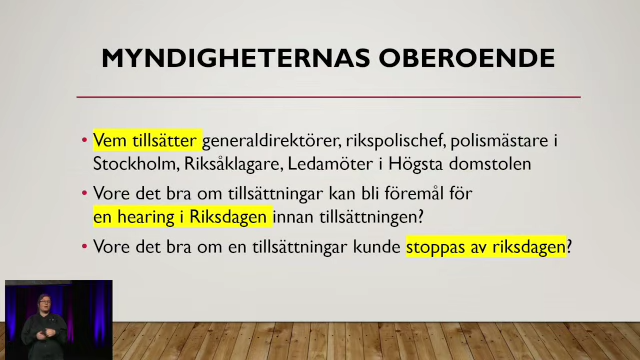 MYNDIGHETERNAS OBEROENDE
• Vem tillsätter generaldirektörer, rikspolischef, polismästare i
Stockholm, Riksåklagare, Ledamöter i Högsta domstolen
• Vore det bra om tillsättningar kan bli föremål för
en hearing i Riksdagen innan tillsättningen?
• Vore det bra om en tillsättningar kunde stoppas av riksdagen?